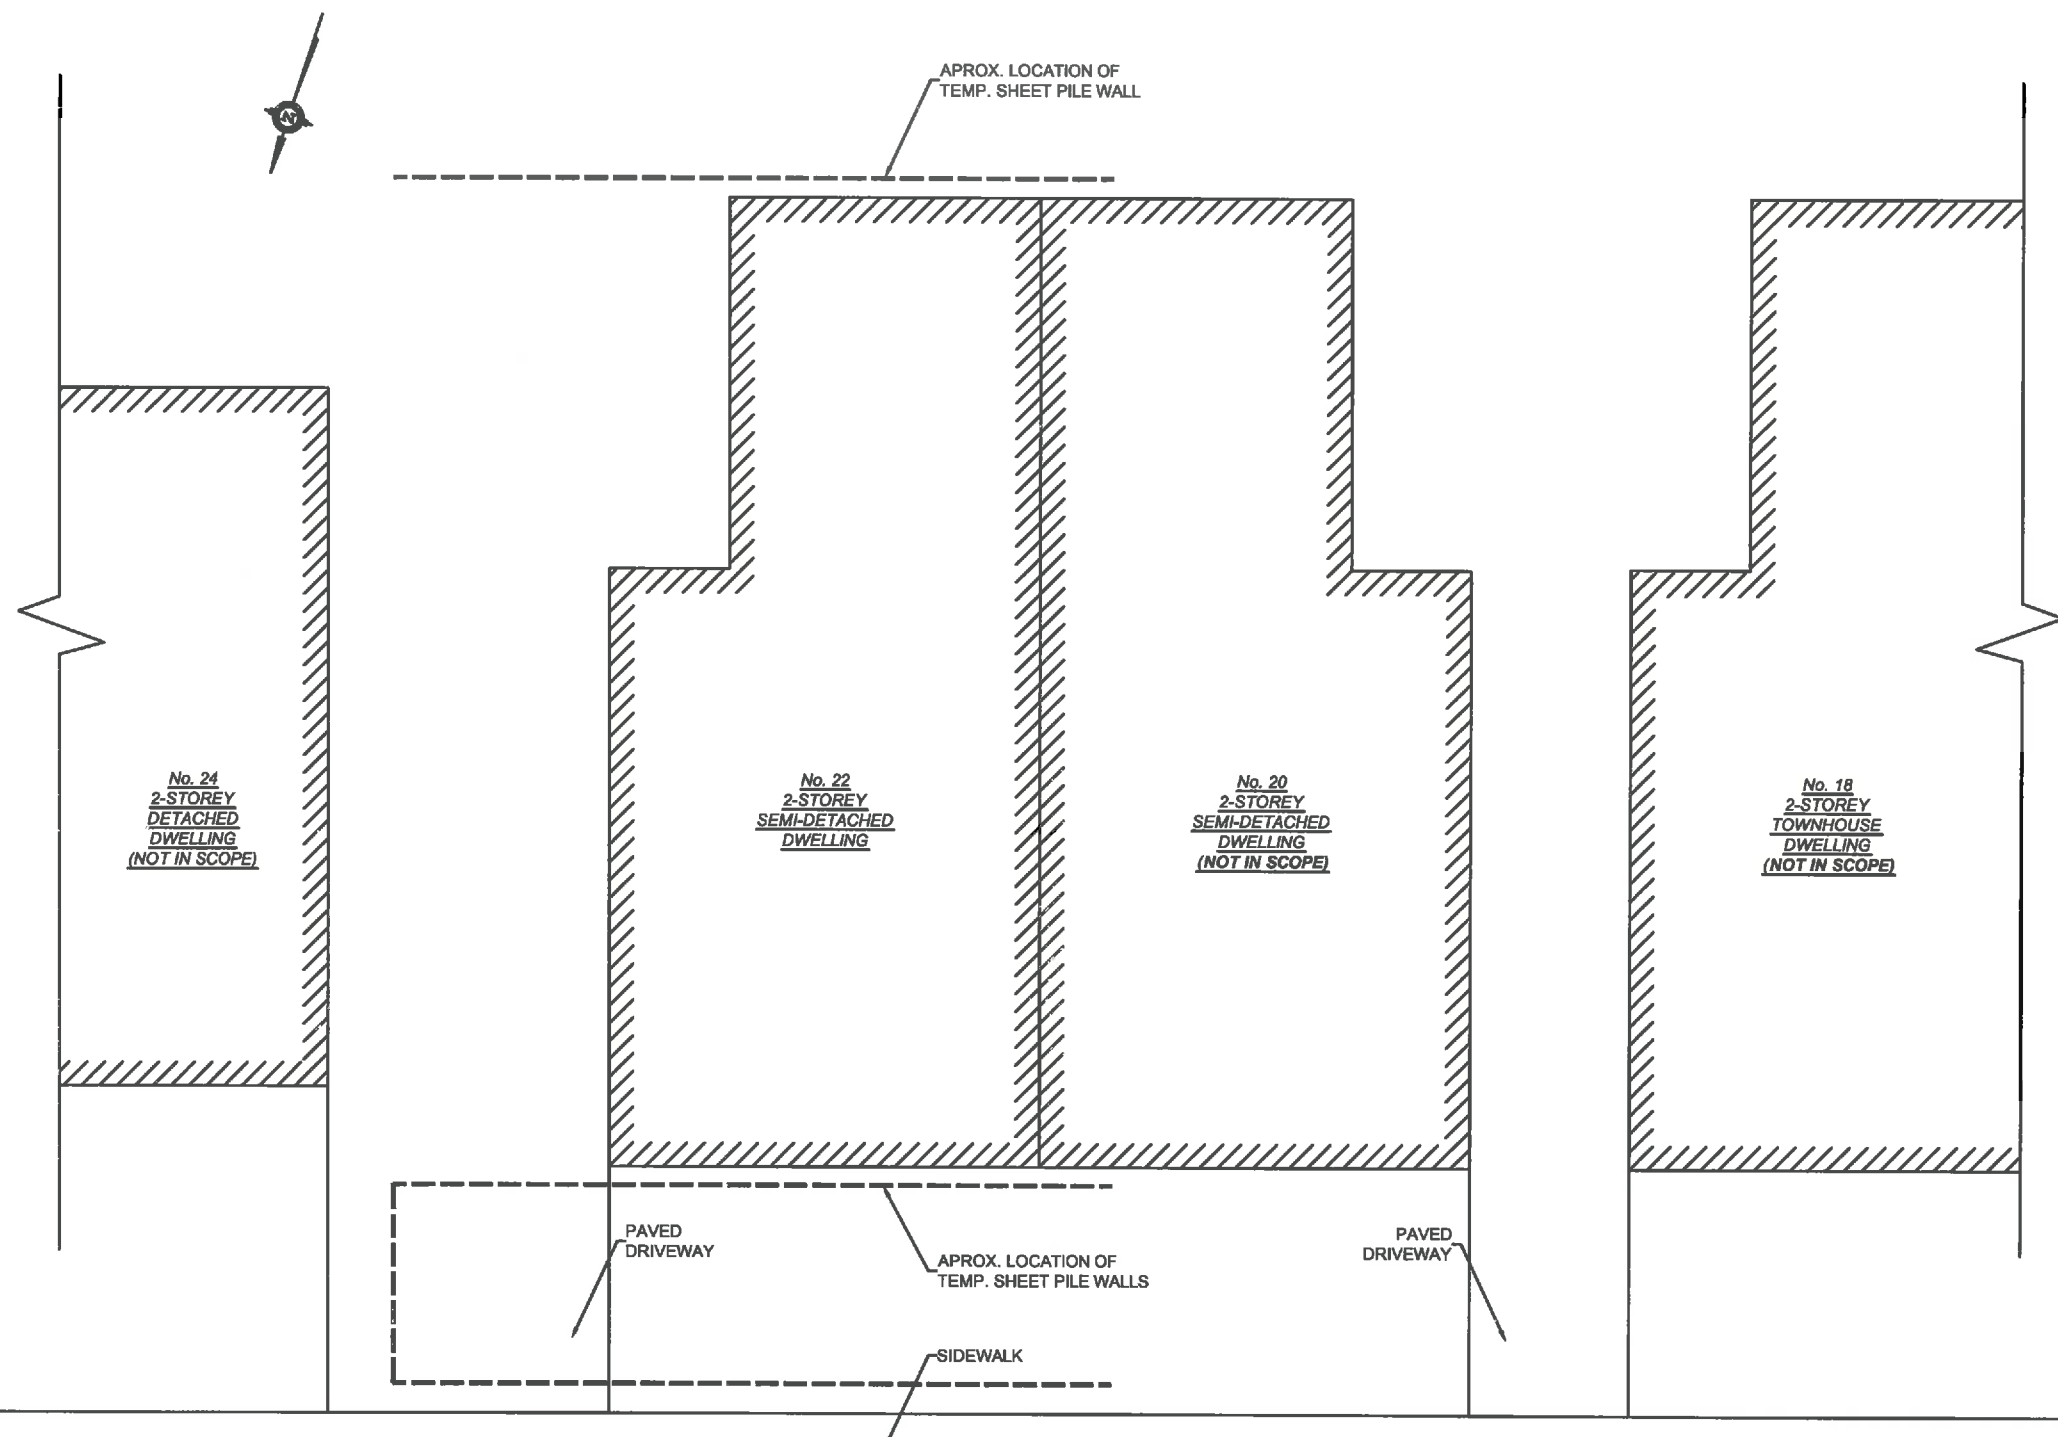 APROX. LOCATION OF
TEMP. SHEET PILE WALL
N
No. 24
2-STOREY
DETACHED
DWELLING
(NOT IN SCOPE)
No. 22
2-STOREY
SEMI-DETACHED
DWELLING
No. 20
2-STOREY
SEMI-DETACHED
DWELLING
(NOT IN SCOPE)
No. 18
2-STOREY
TOWNHOUSE
DWELLING
(NOT IN SCOPE)
PAVED
DRIVEWAY
APROX. LOCATION OF
TEMP. SHEET PILE WALLS
PAVED
DRIVEWAY
SIDEWALK